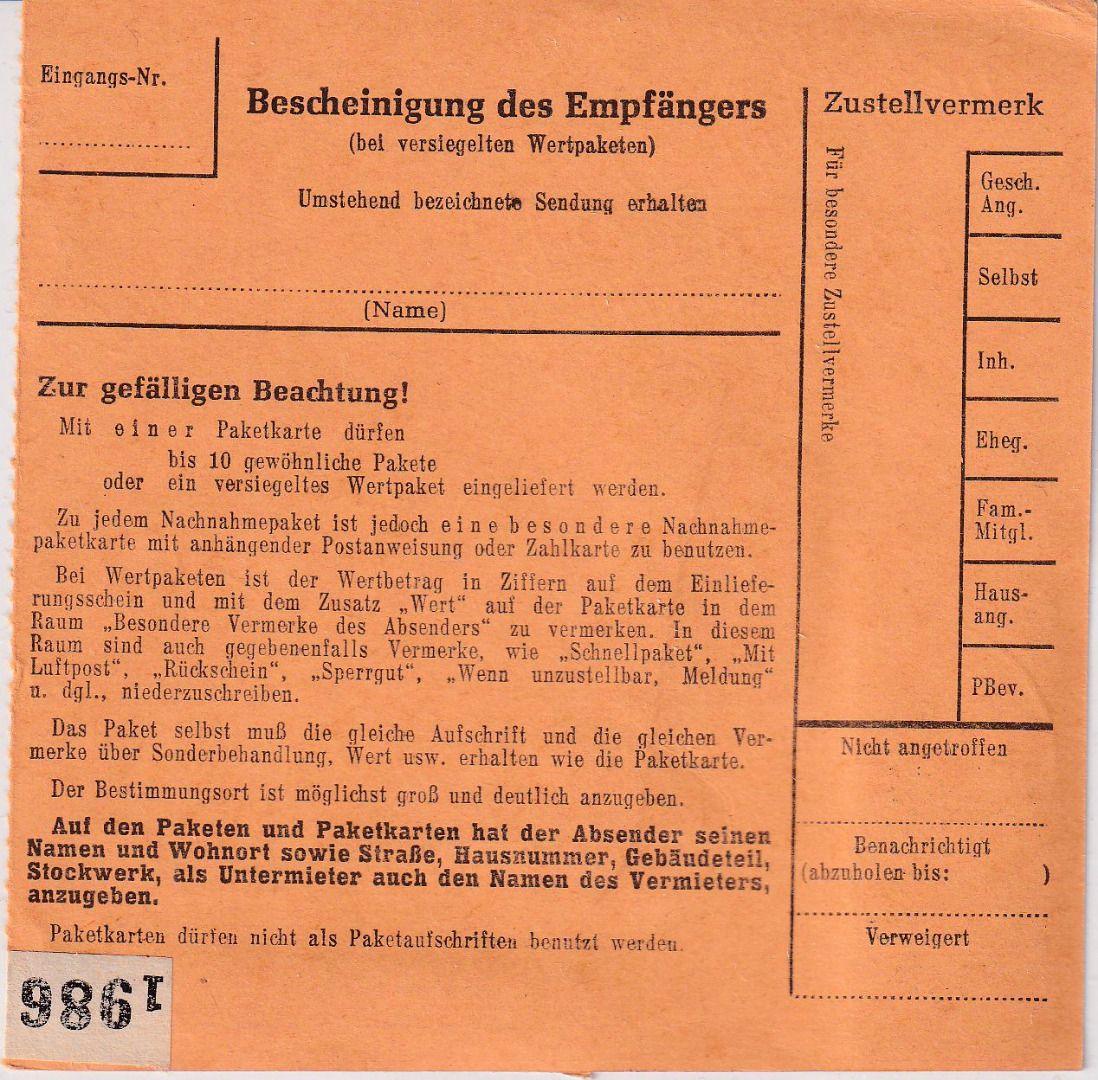 Eingangs-Nr.
Bescheinigung des Empfängers
(bei versiegelten Wertpaketen)
Umstehend bezeichnete Sendung erhalten
(Name)
Zur gefälligen Beachtung!
Mit einer Paketkarte dürfen
bis 10 gewöhnliche Pakete
oder ein versiegeltes Wertpaket eingeliefert werden.
Zu jedem Nachnahmepaket ist jedoch eine besondere Nachnahme-
paketkarte mit anhängender Postanweisung oder Zahlkarte zu benutzen.
Bei Wertpaketen ist der Wertbetrag in Ziffern auf dem Einliefe-
rungsschein und mit dem Zusatz „Wert“ auf der Paketkarte in dem
Raum „Besondere Vermerke des Absenders“ zu vermerken. In diesem
Raum sind auch gegebenenfalls Vermerke, wie „Schnellpaket“, „Mit
Luftpost“, „Rückschein“, „Sperrgut“, „Wenn unzustellbar, Meldung“
u. dgl., niederzuschreiben.
Das Paket selbst muß die gleiche Aufschrift und die gleichen Ver-
merke über Sonderbehandlung, Wert usw. erhalten wie die Paketkarte.
Der Bestimmungsort ist möglichst groß und deutlich anzugeben.
Auf den Paketen und Paketkarten hat der Absender seinen
Namen und Wohnort sowie Straße, Hausnummer, Gebäudeteil,
Stockwerk, als Untermieter auch den Namen des Vermieters,
anzugeben.
Paketkarten dürfen nicht als Paketaufschriften benutzt werden.
1986
Zustellvermerk
Für besondere Zustellvermerke
Gesch.
Ang.
Selbst
Inh.
Eheg.
Fam.-
Mitgl.
Haus-
ang.
PBev.
Nicht angetroffen
Benachrichtigt
(abzuholen bis: )
Verweigert